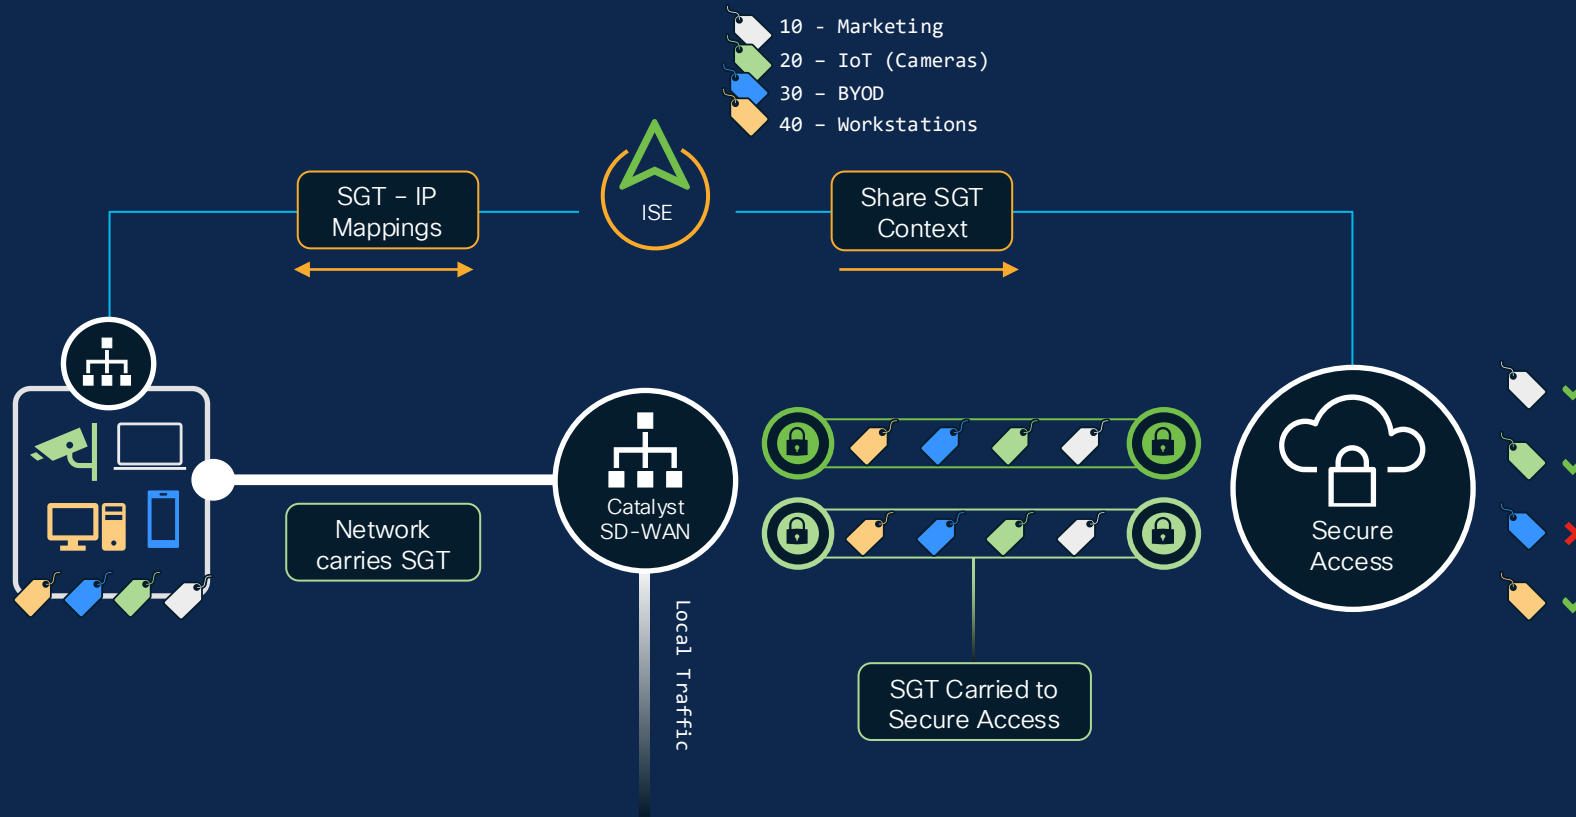 10 - Marketing
20 – IoT (Cameras)
30 – BYOD
40 – Workstations
SGT – IP
Mappings
ISE
Share SGT
Context
Network
carries SGT
Catalyst
SD-WAN
Secure
Access
Local Traffic
SGT Carried to
Secure Access